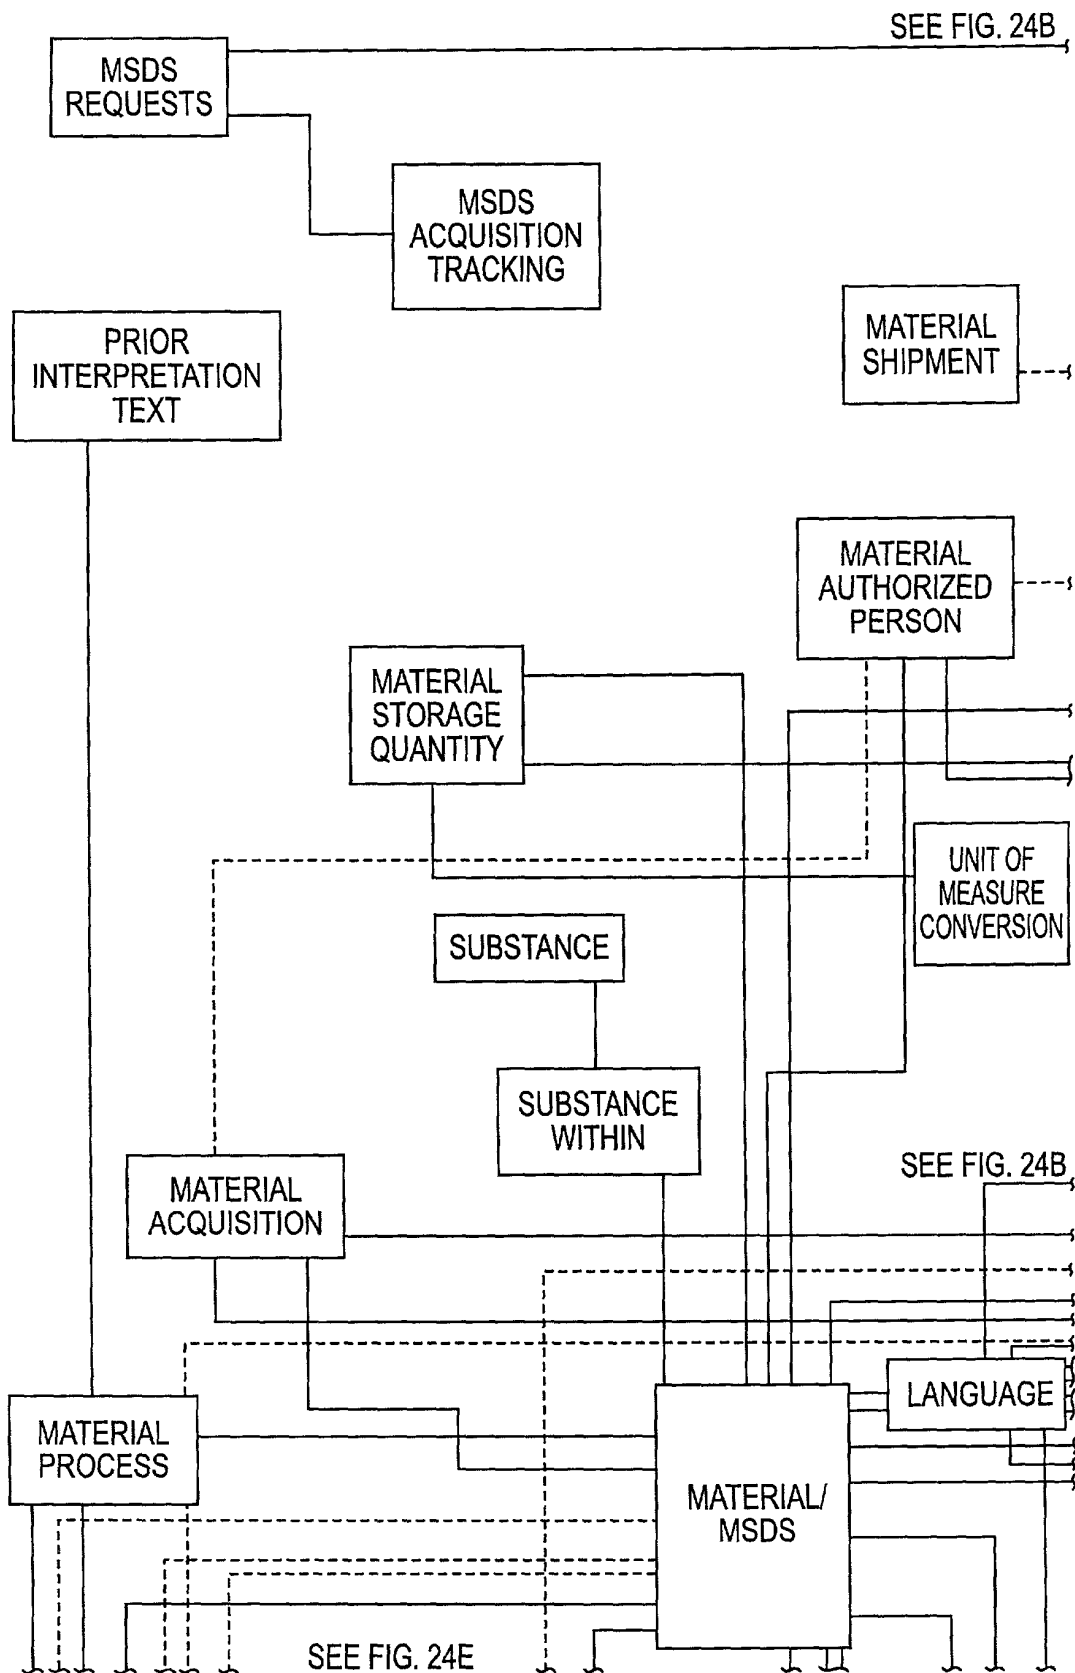 SEE FIG. 24B
MSDS
REQUESTS
MSDS
ACQUISITION
TRACKING
PRIOR
INTERPRETATION
TEXT
MATERIAL
SHIPMENT
MATERIAL
AUTHORIZED
PERSON
MATERIAL
STORAGE
QUANTITY
UNIT OF
MEASURE
CONVERSION
SUBSTANCE
SUBSTANCE
WITHIN
SEE FIG. 24B
MATERIAL
ACQUISITION
LANGUAGE
MATERIAL
PROCESS
MATERIAL/
MSDS
SEE FIG. 24E